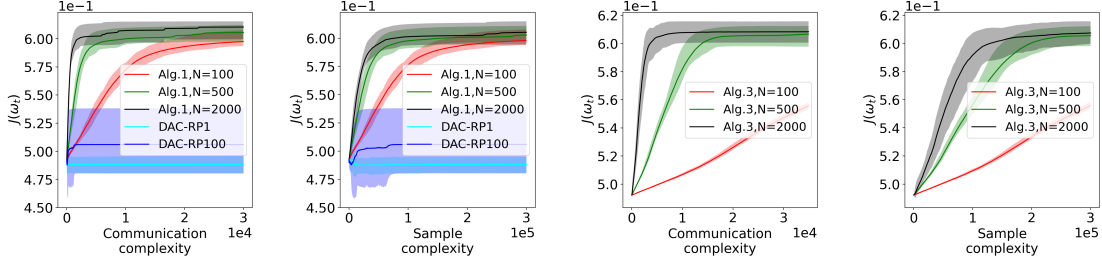 1e−1
J(ωt)
6.00
5.75
5.50
5.25
5.00
4.75
4.50
Alg.1,N=100
Alg.1,N=500
Alg.1,N=2000
DAC-RP1
DAC-RP100
0 1 2 3
1e4
Communication
complexity
1e−1
J(ωt)
6.00
5.75
5.50
5.25
5.00
4.75
4.50
Alg.1,N=100
Alg.1,N=500
Alg.1,N=2000
DAC-RP1
DAC-RP100
0 1 2 3
1e5
Sample
complexity
1e−1
J(ωt)
6.2
6.0
5.8
5.6
5.4
5.2
5.0
Alg.3,N=100
Alg.3,N=500
Alg.3,N=2000
0 1 2 3
1e4
Communication
complexity
1e−1
J(ωt)
6.2
6.0
5.8
5.6
5.4
5.2
5.0
Alg.3,N=100
Alg.3,N=500
Alg.3,N=2000
0 1 2 3
1e5
Sample
complexity